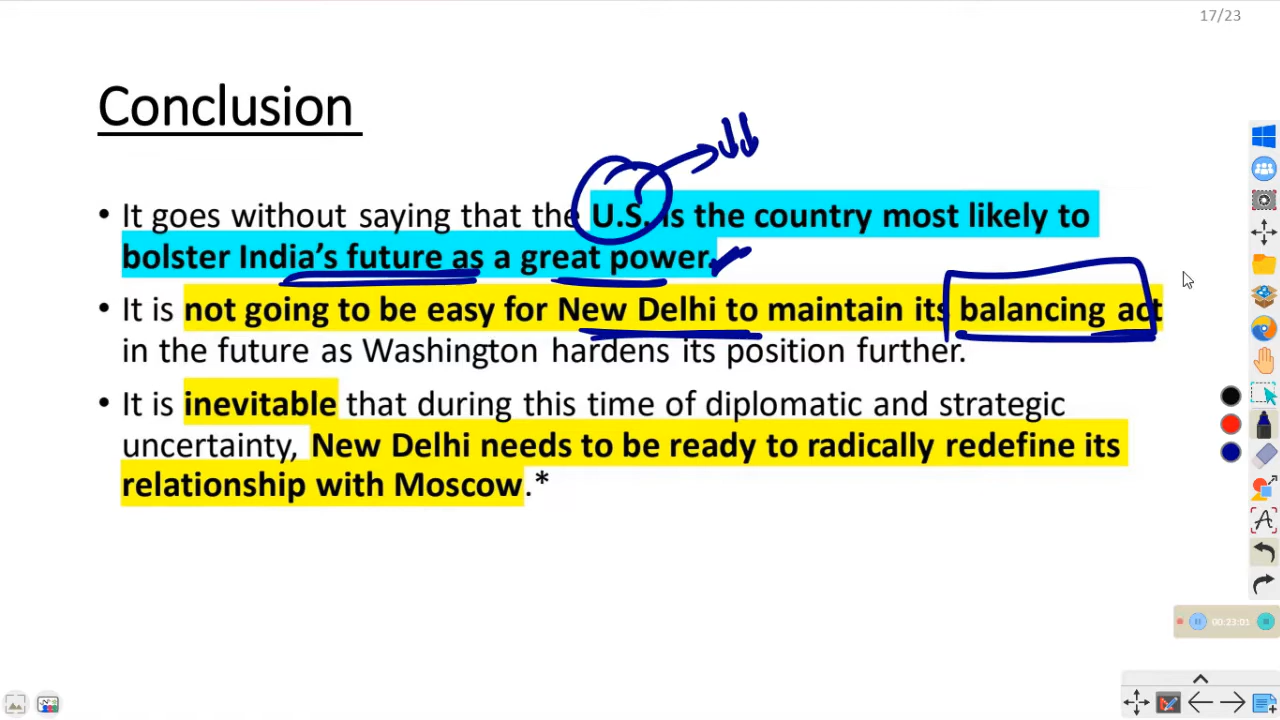 17/23
Conclusion
• It goes without saying that the U.S. is the country most likely to
bolster India's future as a great power.
• It is not going to be easy for New Delhi to maintain its balancing act
in the future as Washington hardens its position further.
• It is inevitable that during this time of diplomatic and strategic
uncertainty, New Delhi needs to be ready to radically redefine its
relationship with Moscow.*
00:23:01